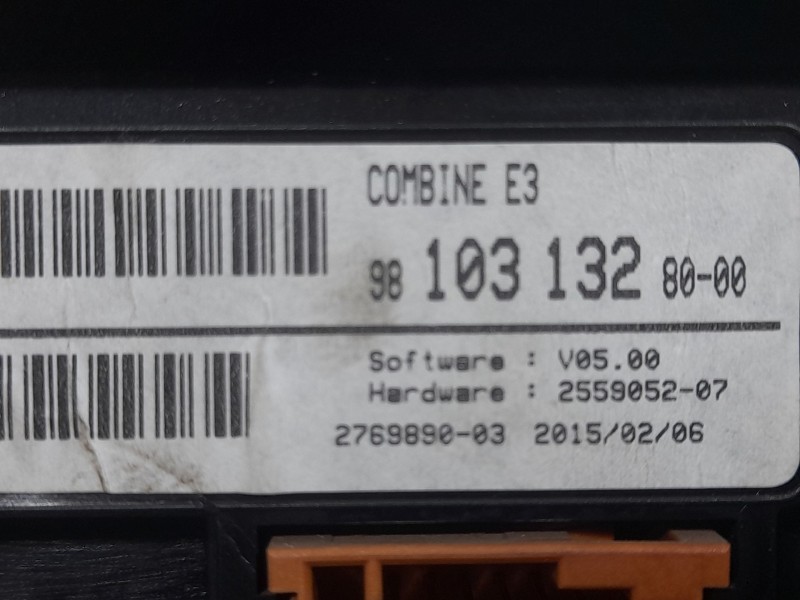 COMBINE E3
98 103 132 80-00
Software : V05.00
Hardware : 2559052-07
2769890-03 2015/02/06